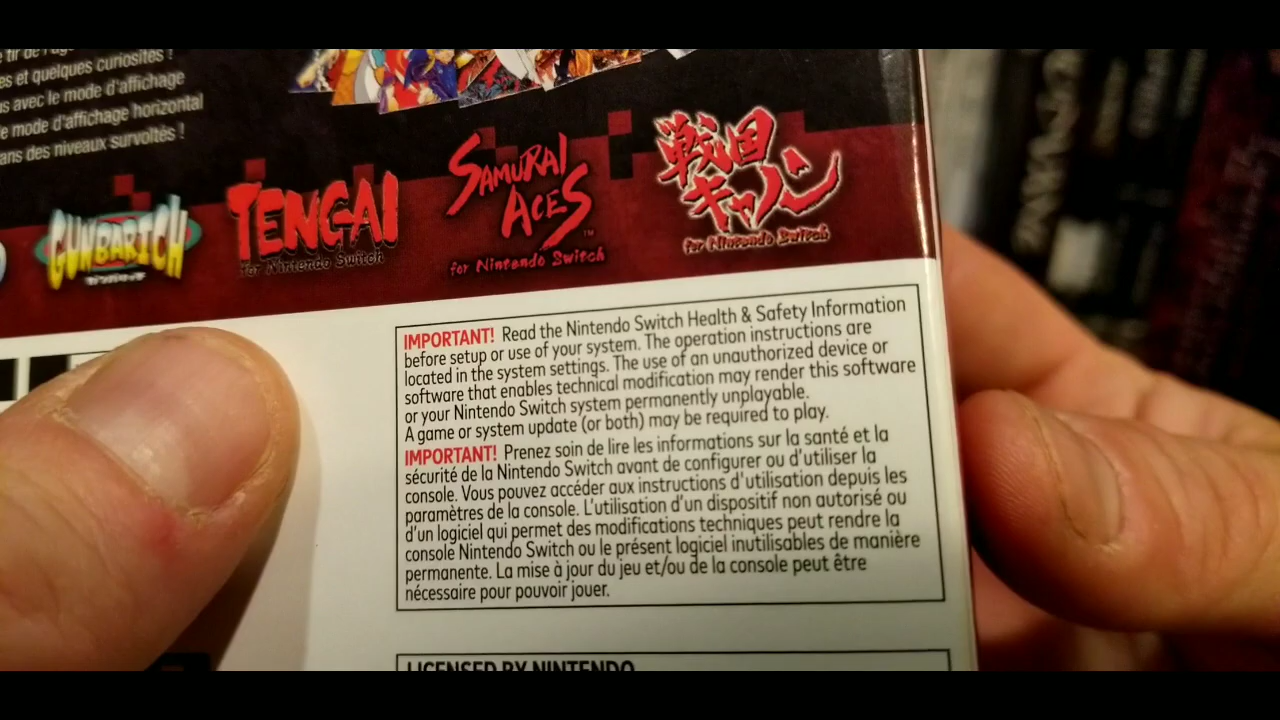 es et quelques curiosités !
avec le mode d'affichage
mode d'affichage horizontal
ans des niveaux survoltés !
GUNBARICH
ガンバリィチ
TENGAI
for Nintendo Switch
SAMURAI
ACES™
for Nintendo Switch
戦国
キャノン
for Nintendo Switch
IMPORTANT! Read the Nintendo Switch Health & Safety Information
before setup or use of your system. The operation instructions are
located in the system settings. The use of an unauthorized device or
software that enables technical modification may render this software
or your Nintendo Switch system permanently unplayable.
A game or system update (or both) may be required to play.
IMPORTANT! Prenez soin de lire les informations sur la santé et la
sécurité de la Nintendo Switch avant de configurer ou d'utiliser la
console. Vous pouvez accéder aux instructions d'utilisation depuis les
paramètres de la console. L'utilisation d'un dispositif non autorisé ou
d'un logiciel qui permet des modifications techniques peut rendre la
console Nintendo Switch ou le présent logiciel inutilisables de manière
permanente. La mise à jour du jeu et/ou de la console peut être
nécessaire pour pouvoir jouer.
LICENSED BY NINTENDO